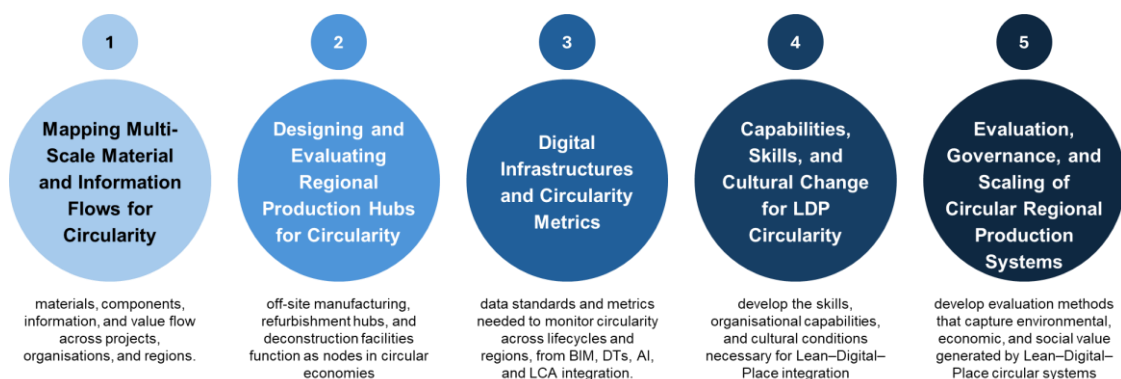 1
Mapping Multi-
Scale Material
and Information
Flows for
Circularity
materials, components,
information, and value flow
across projects,
organisations, and regions.
2
Designing and
Evaluating
Regional
Production Hubs
for Circularity
off-site manufacturing,
refurbishment hubs, and
deconstruction facilities
function as nodes in circular
economies
3
Digital
Infrastructures
and Circularity
Metrics
data standards and metrics
needed to monitor circularity
across lifecycles and
regions, from BIM, DTs, AI,
and LCA integration.
4
Capabilities,
Skills, and
Cultural Change
for LDP
Circularity
develop the skills,
organisational capabilities,
and cultural conditions
necessary for Lean–Digital–
Place integration
5
Evaluation,
Governance, and
Scaling of
Circular Regional
Production
Systems
develop evaluation methods
that capture environmental,
economic, and social value
generated by Lean–Digital–
Place circular systems